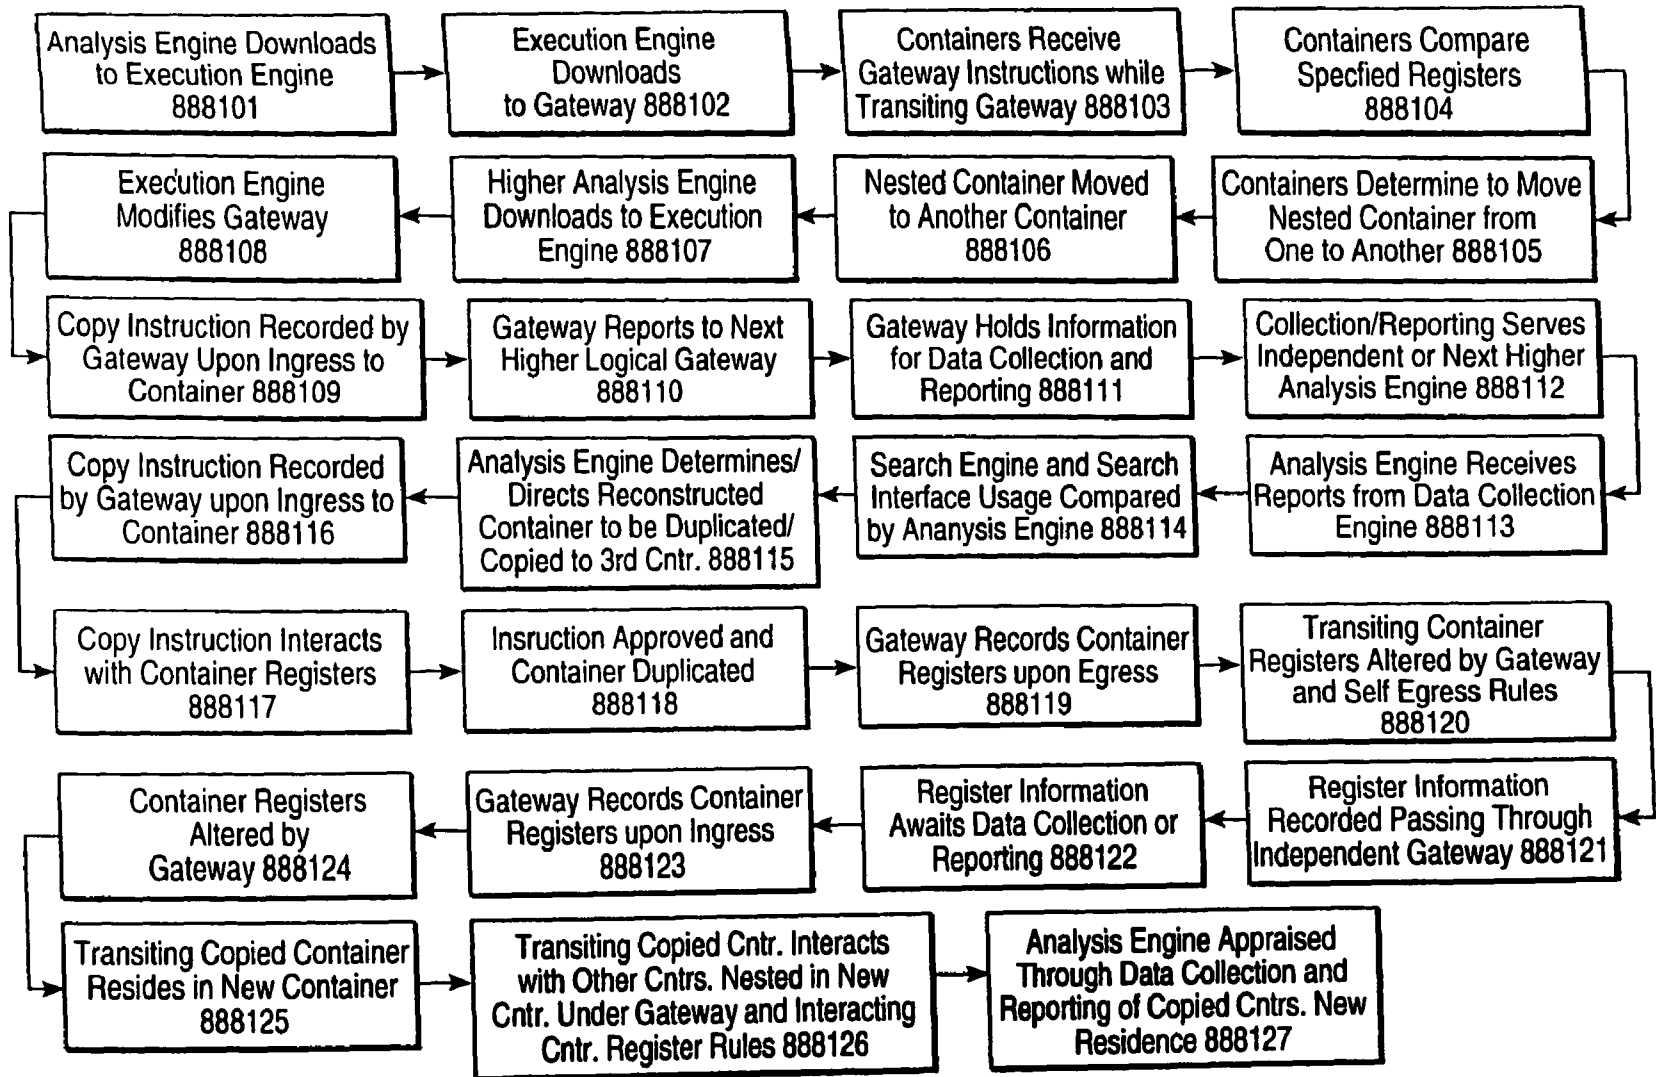 Analysis Engine Downloads
to Execution Engine
888101
Execution Engine
Downloads
to Gateway 888102
Containers Receive
Gateway Instructions while
Transiting Gateway 888103
Containers Compare
Specfied Registers
888104
Containers Determine to Move
Nested Container from
One to Another 888105
Nested Container Moved
to Another Container
888106
Higher Analysis Engine
Downloads to Execution
Engine 888107
Execution Engine
Modifies Gateway
888108
Copy Instruction Recorded by
Gateway Upon Ingress to
Container 888109
Gateway Reports to Next
Higher Logical Gateway
888110
Gateway Holds Information
for Data Collection and
Reporting 888111
Collection/Reporting Serves
Independent or Next Higher
Analysis Engine 888112
Analysis Engine Receives
Reports from Data Collection
Engine 888113
Search Engine and Search
Interface Usage Compared
by Ananysis Engine 888114
Analysis Engine Determines/
Directs Reconstructed
Container to be Duplicated/
Copied to 3rd Cntr. 888115
Copy Instruction Recorded
by Gateway upon Ingress to
Container 888116
Copy Instruction Interacts
with Container Registers
888117
Insruction Approved and
Container Duplicated
888118
Gateway Records Container
Registers upon Egress
888119
Transiting Container
Registers Altered by Gateway
and Self Egress Rules
888120
Register Information
Recorded Passing Through
Independent Gateway 888121
Register Information
Awaits Data Collection or
Reporting 888122
Gateway Records Container
Registers upon Ingress
888123
Container Registers
Altered by
Gateway 888124
Transiting Copied Container
Resides in New Container
888125
Transiting Copied Cntr. Interacts
with Other Cntrs. Nested in New
Cntr. Under Gateway and Interacting
Cntr. Register Rules 888126
Analysis Engine Appraised
Through Data Collection and
Reporting of Copied Cntrs. New
Residence 888127